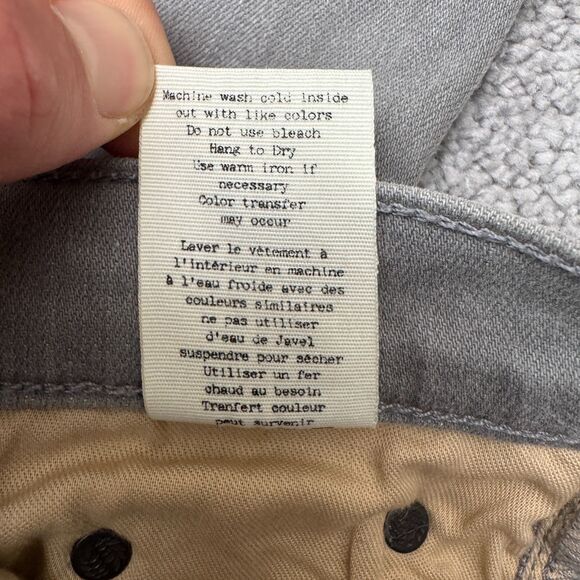 Machine wash cold inside
out with like colors
Do not use bleach
Hang to Dry
Use warm iron if
necessary
Color transfer
may occur
Laver le vêtement à
l'intérieur en machine
à l'eau froide avec des
couleurs similaires
ne pas utiliser
d'eau de Javel
suspendre pour sécher
Utiliser un fer
chaud au besoin
Tranfert couleur
peut survenir